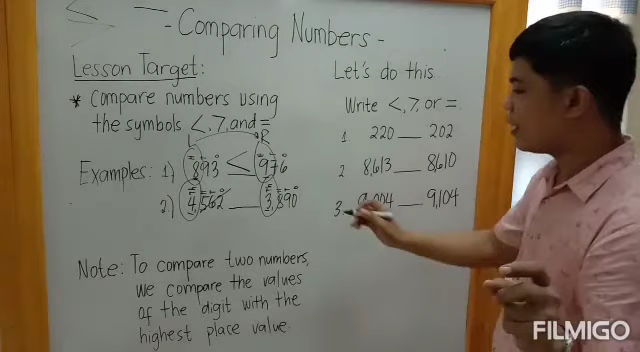 - Comparing Numbers -
Lesson Target:
* Compare numbers using
the symbols <, >, and =
L R
Examples: 1) 893 < 976
2) 4,562 ___ 3,890
Note: To compare two numbers,
we compare the values
of the digit with the
highest place value.
Let's do this.
Write <, >, or =.
1 220 ___ 202
2 8,613 ___ 8,610
3 ___ 9,104
FILMIGO